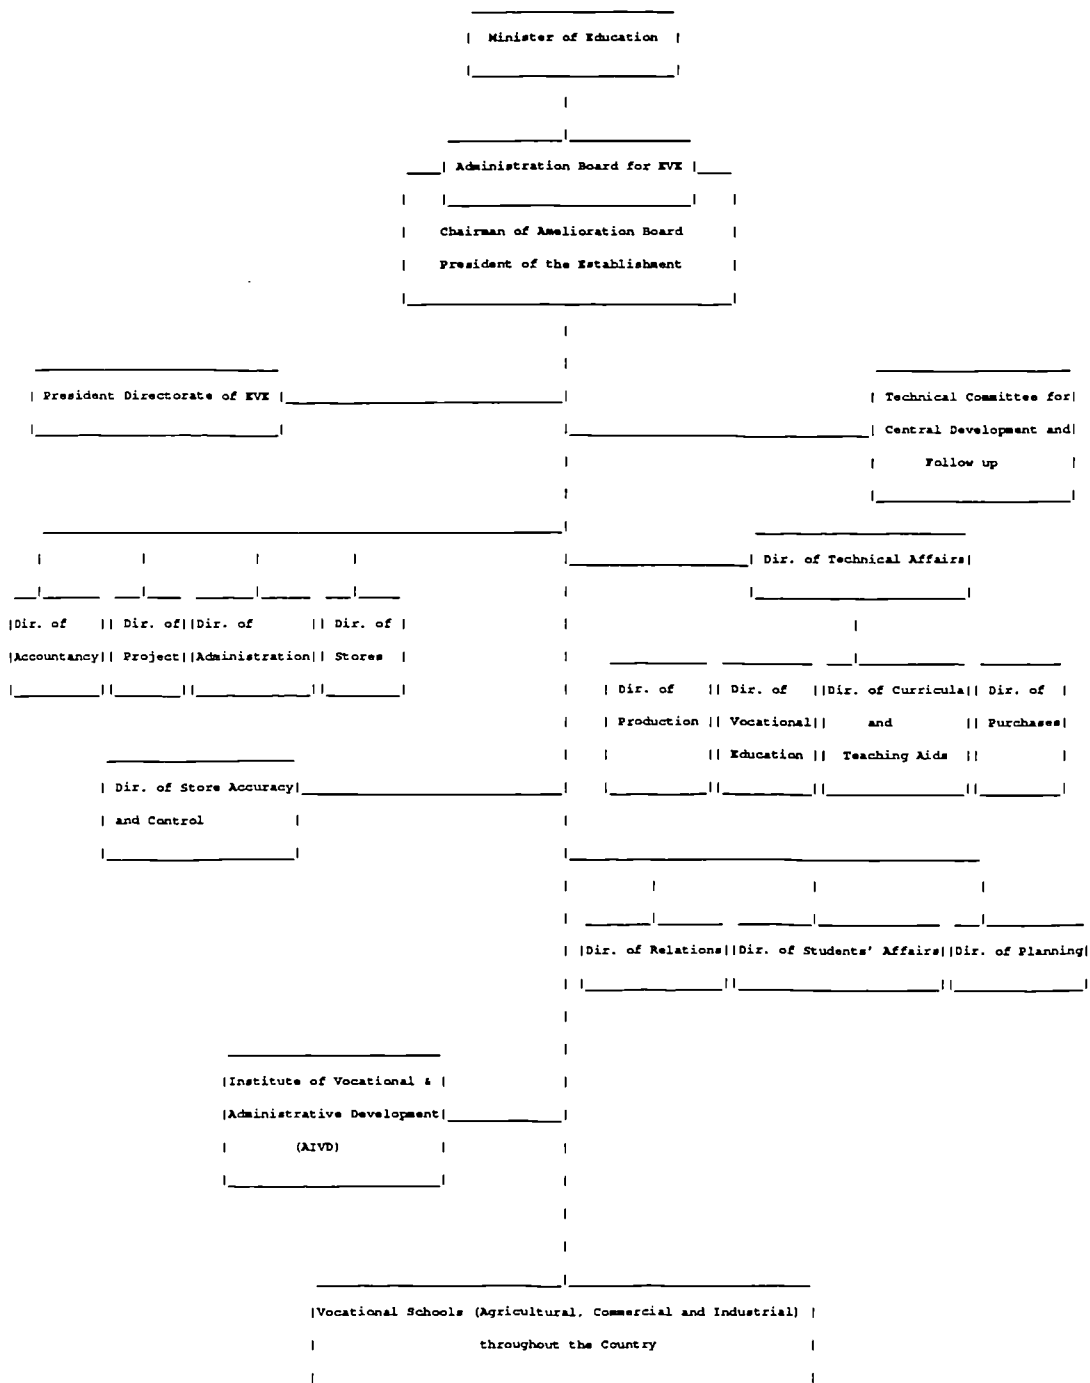 Minister of Education
Administration Board for EVE
Chairman of Amelioration Board
President of the Establishment
President Directorate of EVE
Technical Committee for
Central Development and
Follow up
Dir. of Technical Affairs
Dir. of
Accountancy
Dir. of
Project
Dir. of
Administration
Dir. of
Stores
Dir. of
Production
Dir. of
Vocational
Education
Dir. of Curricula
and
Teaching Aids
Dir. of
Purchases
Dir. of Store Accuracy
and Control
Dir. of Relations
Dir. of Students' Affairs
Dir. of Planning
Institute of Vocational &
Administrative Development
(AIVD)
Vocational Schools (Agricultural, Commercial and Industrial)
throughout the Country